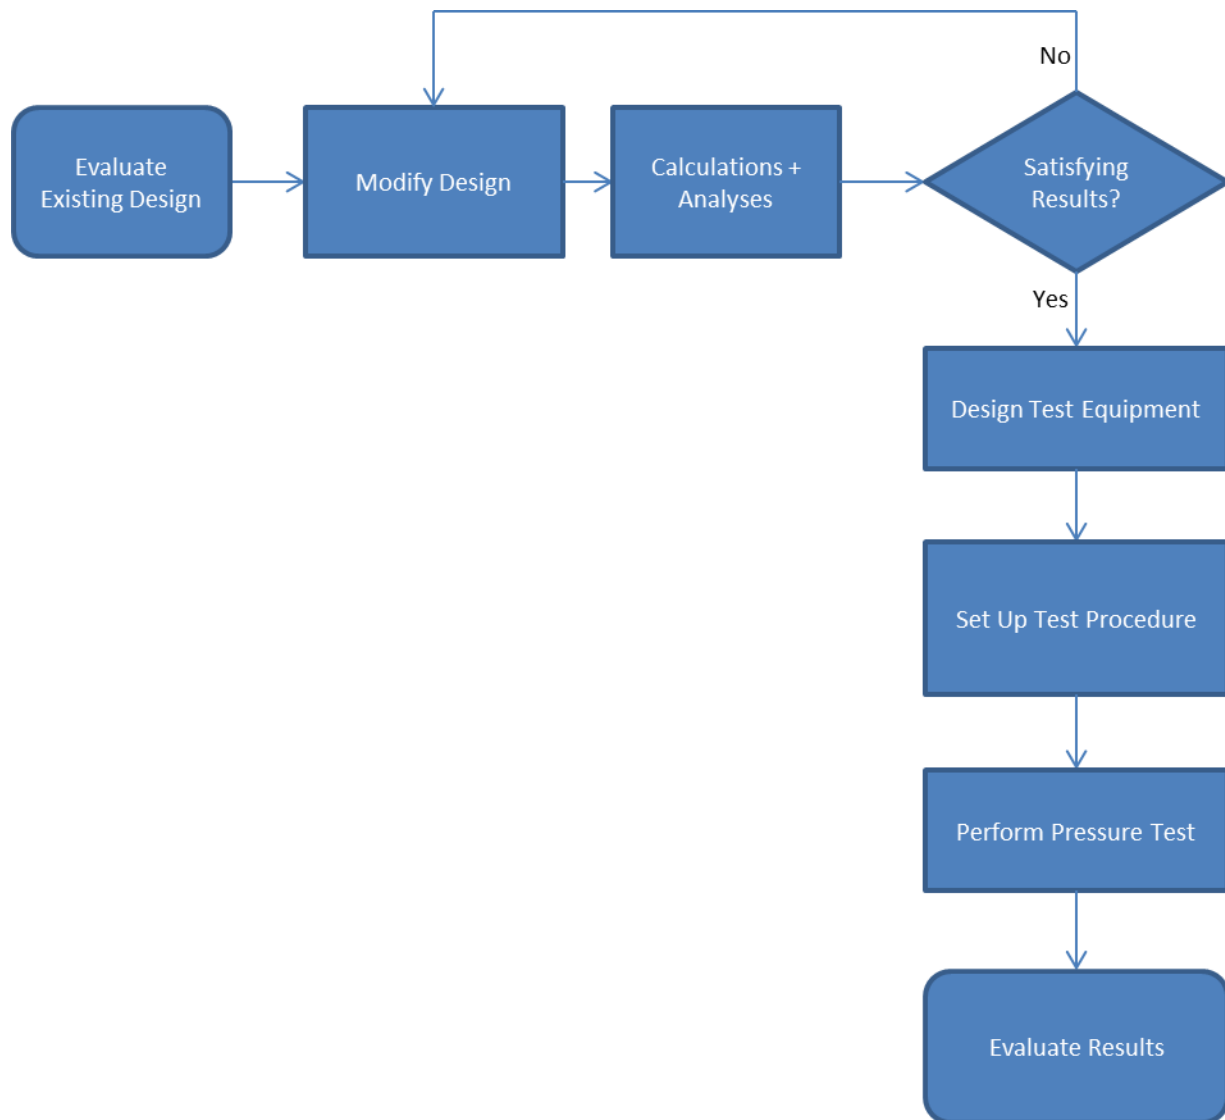 No
Evaluate
Existing Design
Modify Design
Calculations +
Analyses
Satisfying
Results?
Yes
Design Test Equipment
Set Up Test Procedure
Perform Pressure Test
Evaluate Results